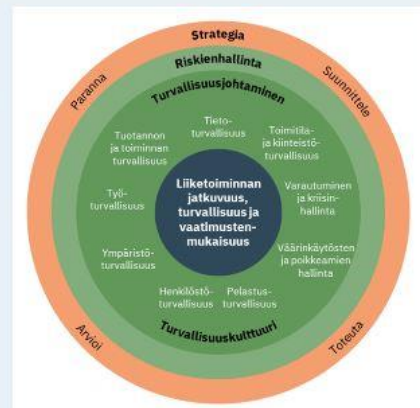 Strategia
Riskienhallinta
Turvallisuusjohtaminen
Paranna
Suunnittele
Tieto-
turvallisuus
Tuotannon
ja toiminnan
turvallisuus
Toimitila-
ja kiinteistö-
turvallisuus
Työ-
turvallisuus
Liiketoiminnan
jatkuvuus,
turvallisuus ja
vaatimusten-
mukaisuus
Varautuminen
ja kriisin-
hallinta
Ympäristö-
turvallisuus
Väärinkäytösten
ja poikkeamien
hallinta
Henkilöstö-
turvallisuus
Pelastus-
turvallisuus
Turvallisuuskulttuuri
Arvioi
Toteuta